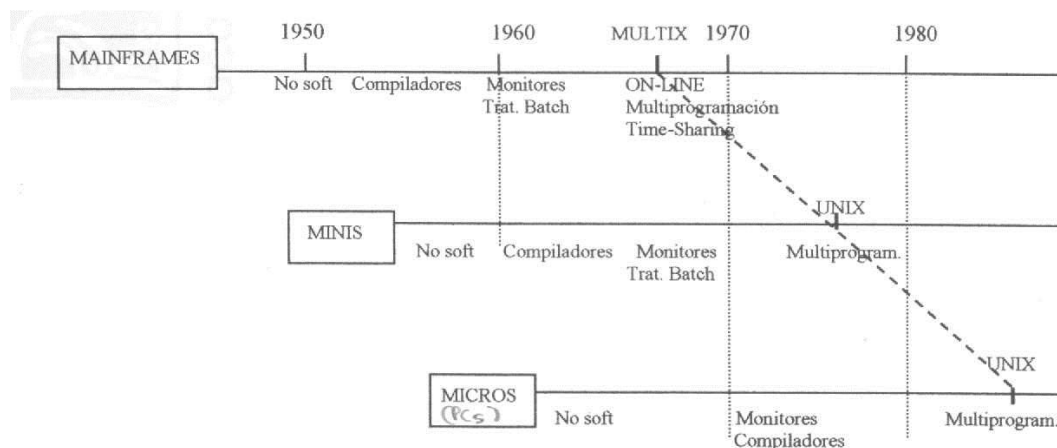 1950 1960 MULTIX 1970 1980
MAINFRAMES
No soft Compiladores Monitores ON-LINE
Trat. Batch Multiprogramación
Time-Sharing
UNIX
MINIS
No soft Compiladores Monitores Multiprogram.
Trat. Batch
UNIX
MICROS
(PCs)
No soft Monitores Multiprogram.
Compiladores